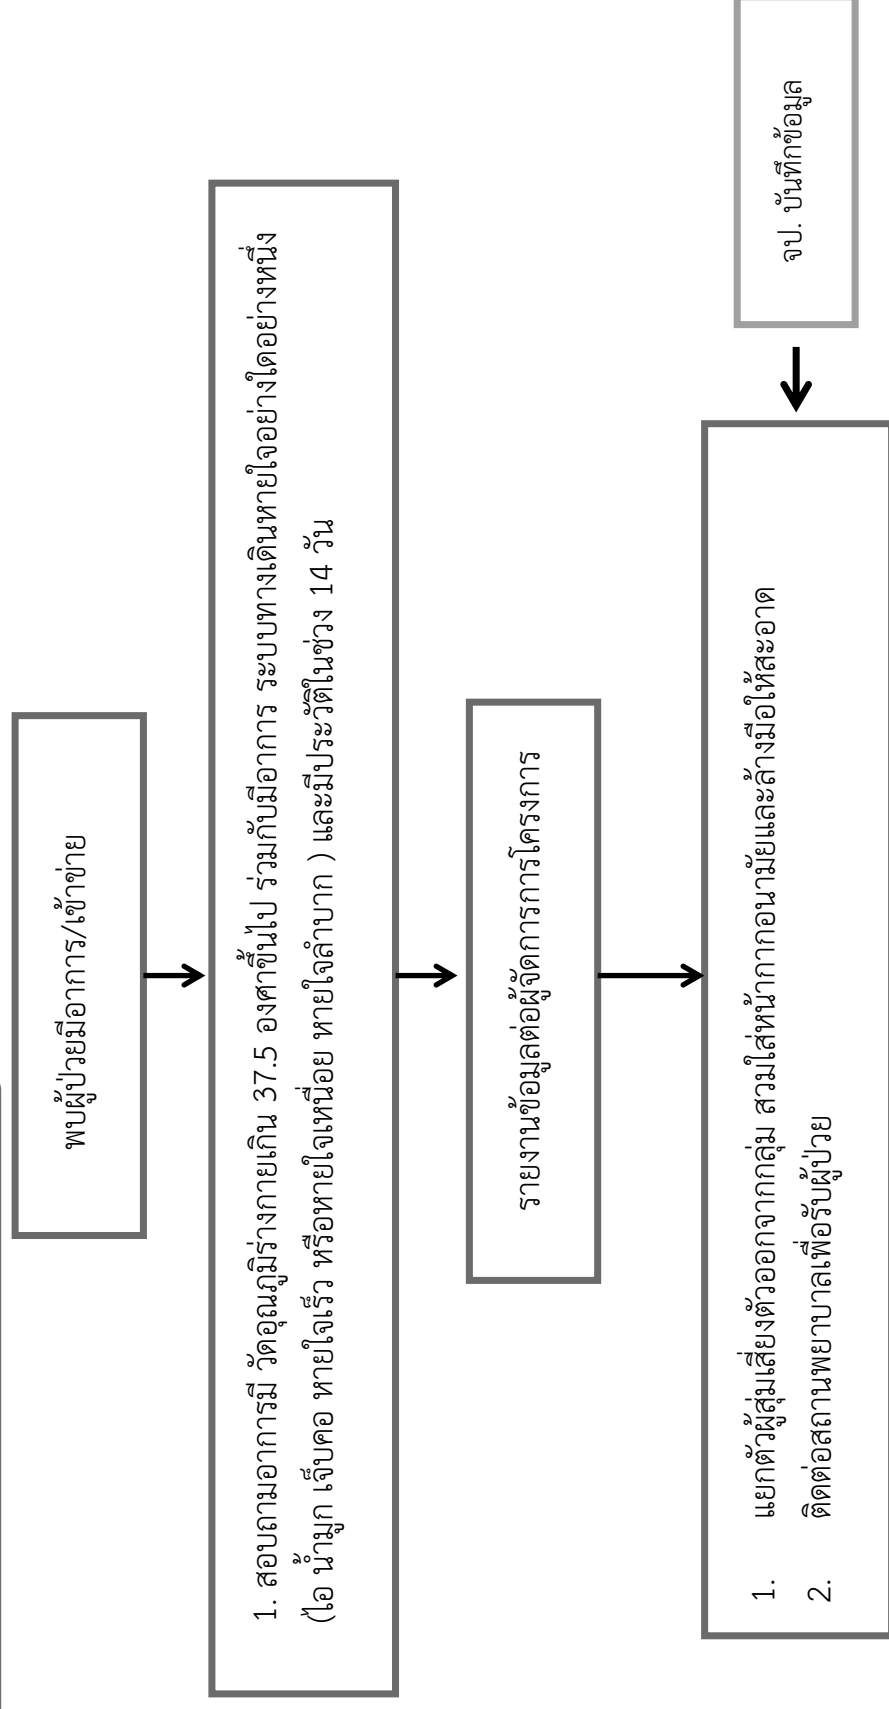 พบผู้ป่วยมีอาการ/เข้าข่าย
1. สอบถามอาการมี วัดอุณภูมิร่างกายเกิน 37.5 องศาขึ้นไป ร่วมกับมีอาการ ระบบทางเดินหายใจอย่างใดอย่างหนึ่ง
(ไอ น้ำมูก เจ็บคอ หายใจเร็ว หรือหายใจเหนื่อย หายใจลำบาก ) และมีประวัติในช่วง 14 วัน
รายงานข้อมูลต่อผู้จัดการการโครงการ
1. แยกตัวผู้สุ่มเสี่ยงตัวออกจากกลุ่ม สวมใส่หน้ากากอนามัยและล้างมือให้สะอาด
2. ติดต่อสถานพยาบาลเพื่อรับผู้ป่วย
จป. บันทึกข้อมูล